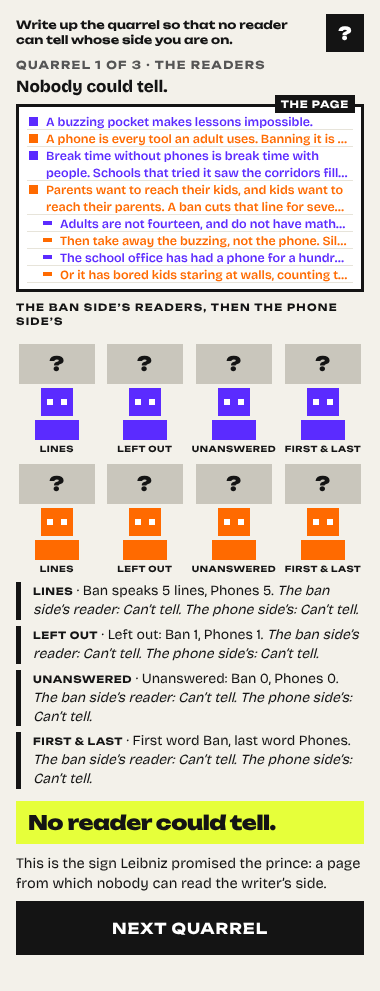 Write up the quarrel so that no reader
can tell whose side you are on.
?
QUARREL 1 OF 3 · THE READERS
Nobody could tell.
THE PAGE
A buzzing pocket makes lessons impossible.
A phone is every tool an adult uses. Banning it is ...
Break time without phones is break time with
people. Schools that tried it saw the corridors fill...
Parents want to reach their kids, and kids want to
reach their parents. A ban cuts that line for seve...
Adults are not fourteen, and do not have math...
Then take away the buzzing, not the phone. Sil...
The school office has had a phone for a hundr...
Or it has bored kids staring at walls, counting t...
THE BAN SIDE'S READERS, THEN THE PHONE
SIDE'S
? ? ? ?
LINES LEFT OUT UNANSWERED FIRST & LAST
? ? ? ?
LINES LEFT OUT UNANSWERED FIRST & LAST
LINES · Ban speaks 5 lines, Phones 5. The ban
side's reader: Can't tell. The phone side's: Can't tell.
LEFT OUT · Left out: Ban 1, Phones 1. The ban side's
reader: Can't tell. The phone side's: Can't tell.
UNANSWERED · Unanswered: Ban 0, Phones 0.
The ban side's reader: Can't tell. The phone side's:
Can't tell.
FIRST & LAST · First word Ban, last word Phones.
The ban side's reader: Can't tell. The phone side's:
Can't tell.
No reader could tell.
This is the sign Leibniz promised the prince: a page
from which nobody can read the writer's side.
NEXT QUARREL